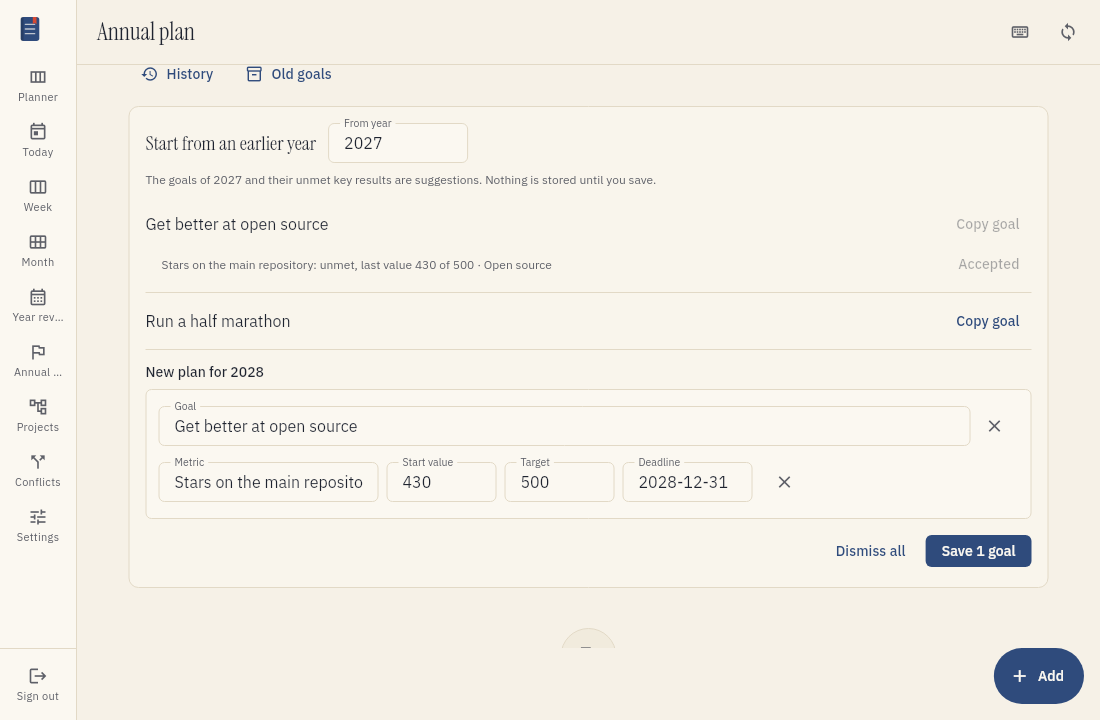 Annual plan
Planner
Today
Week
Month
Year rev...
Annual ...
Projects
Conflicts
Settings
Sign out
History
Old goals
Start from an earlier year
From year
2027
The goals of 2027 and their unmet key results are suggestions. Nothing is stored until you save.
Get better at open source
Copy goal
Stars on the main repository: unmet, last value 430 of 500 · Open source
Accepted
Run a half marathon
Copy goal
New plan for 2028
Goal
Get better at open source
Metric
Stars on the main reposito
Start value
430
Target
500
Deadline
2028-12-31
Dismiss all
Save 1 goal
Add